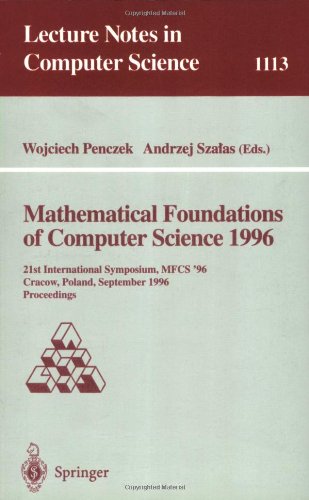 Lecture Notes in
Computer Science 1113
Wojciech Penczek Andrzej Szałas (Eds.)
Mathematical Foundations
of Computer Science 1996
21st International Symposium, MFCS '96
Cracow, Poland, September 1996
Proceedings
Springer